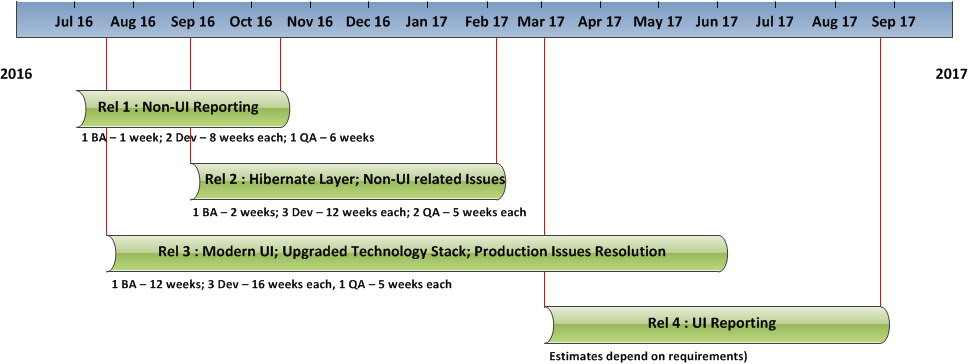 Jul 16 Aug 16 Sep 16 Oct 16 Nov 16 Dec 16 Jan 17 Feb 17 Mar 17 Apr 17 May 17 Jun 17 Jul 17 Aug 17 Sep 17
2016 2017
Rel 1 : Non-UI Reporting
1 BA – 1 week; 2 Dev – 8 weeks each; 1 QA – 6 weeks
Rel 2 : Hibernate Layer; Non-UI related Issues
1 BA – 2 weeks; 3 Dev – 12 weeks each; 2 QA – 5 weeks each
Rel 3 : Modern UI; Upgraded Technology Stack; Production Issues Resolution
1 BA – 12 weeks; 3 Dev – 16 weeks each, 1 QA – 5 weeks each
Rel 4 : UI Reporting
Estimates depend on requirements)